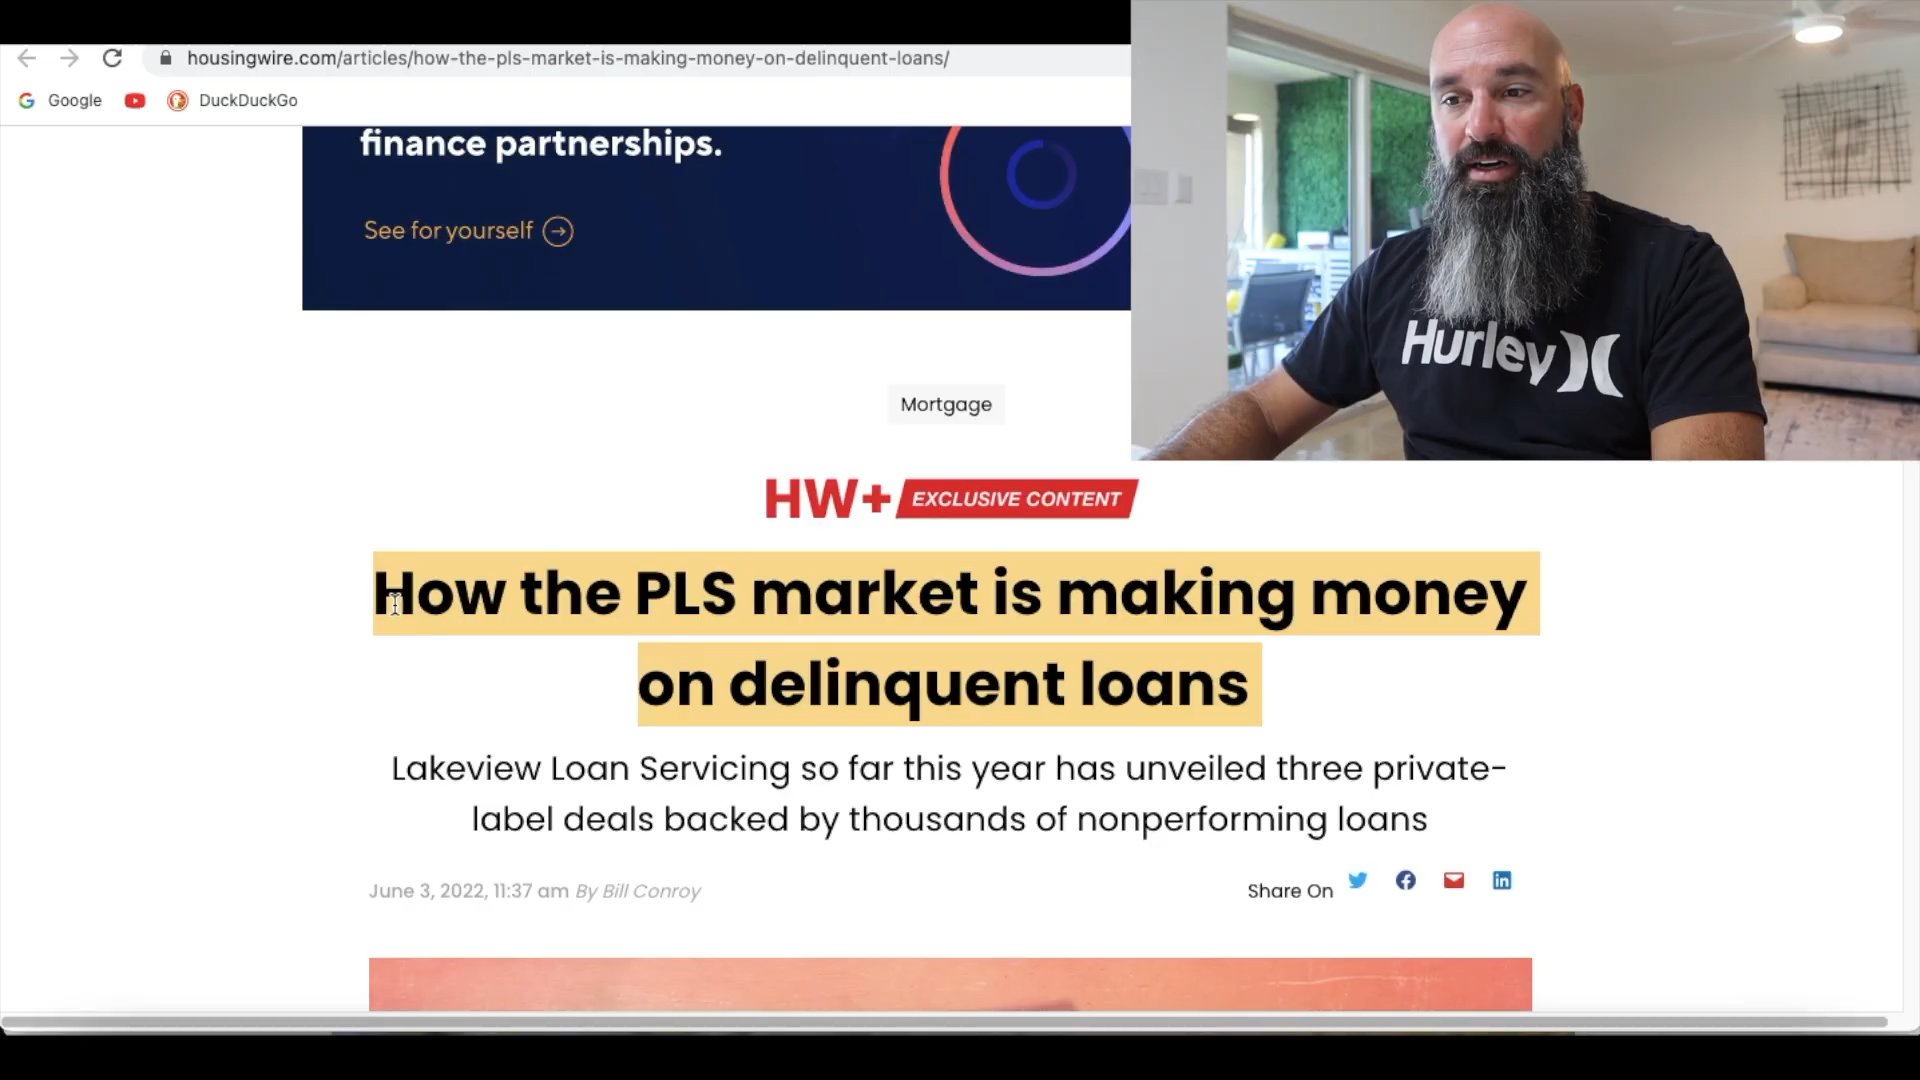 housingwire.com/articles/how-the-pls-market-is-making-money-on-delinquent-loans/
Google
DuckDuckGo
finance partnerships.
See for yourself
Hurley
Mortgage
HW+ EXCLUSIVE CONTENT
How the PLS market is making money
on delinquent loans
Lakeview Loan Servicing so far this year has unveiled three private-
label deals backed by thousands of nonperforming loans
June 3, 2022, 11:37 am By Bill Conroy
Share On